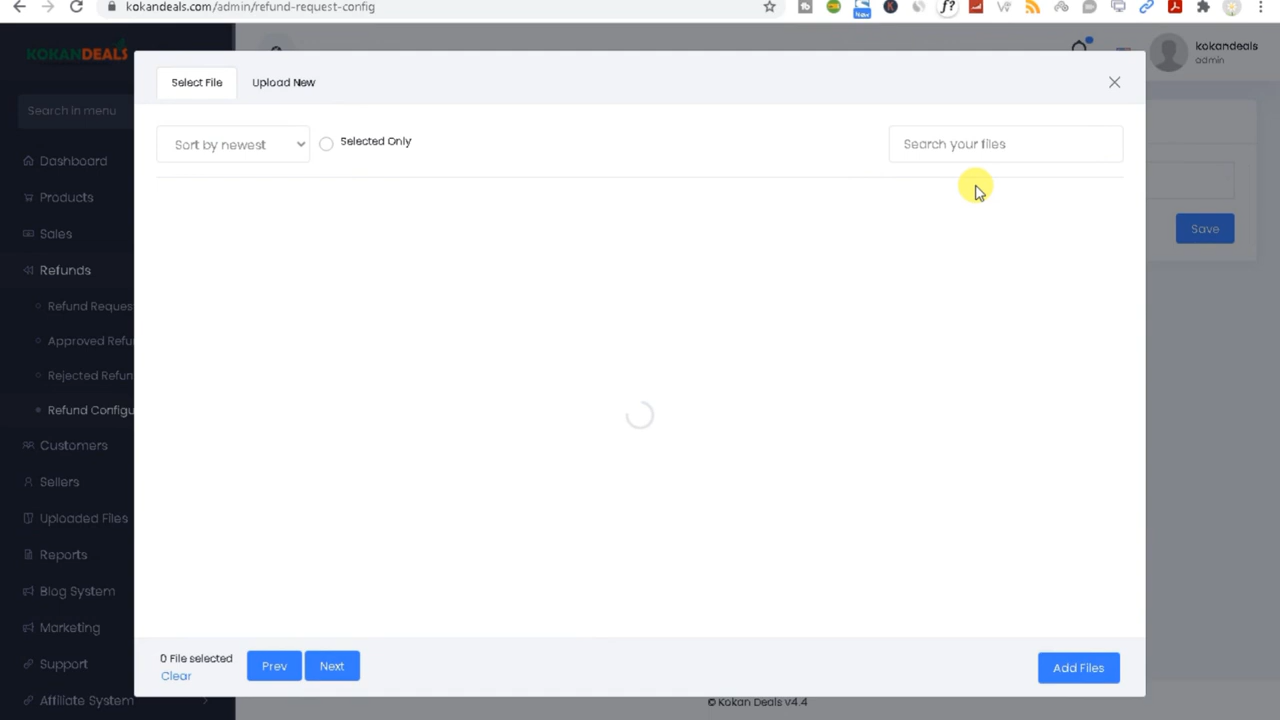 kokandeals.com/admin/refund-request-config
New
f?
KOKANDEALS
kokandeals
admin
Select File
Upload New
Search in menu
Sort by newest
Selected Only
Search your files
Dashboard
Products
Sales
Save
Refunds
Refund Reques
Approved Refu
Rejected Refun
Refund Configu
Customers
Sellers
Uploaded Files
Reports
Blog System
Marketing
Support
Affiliate System
0 File selected
Clear
Prev
Next
Add Files
© Kokan Deals v4.4